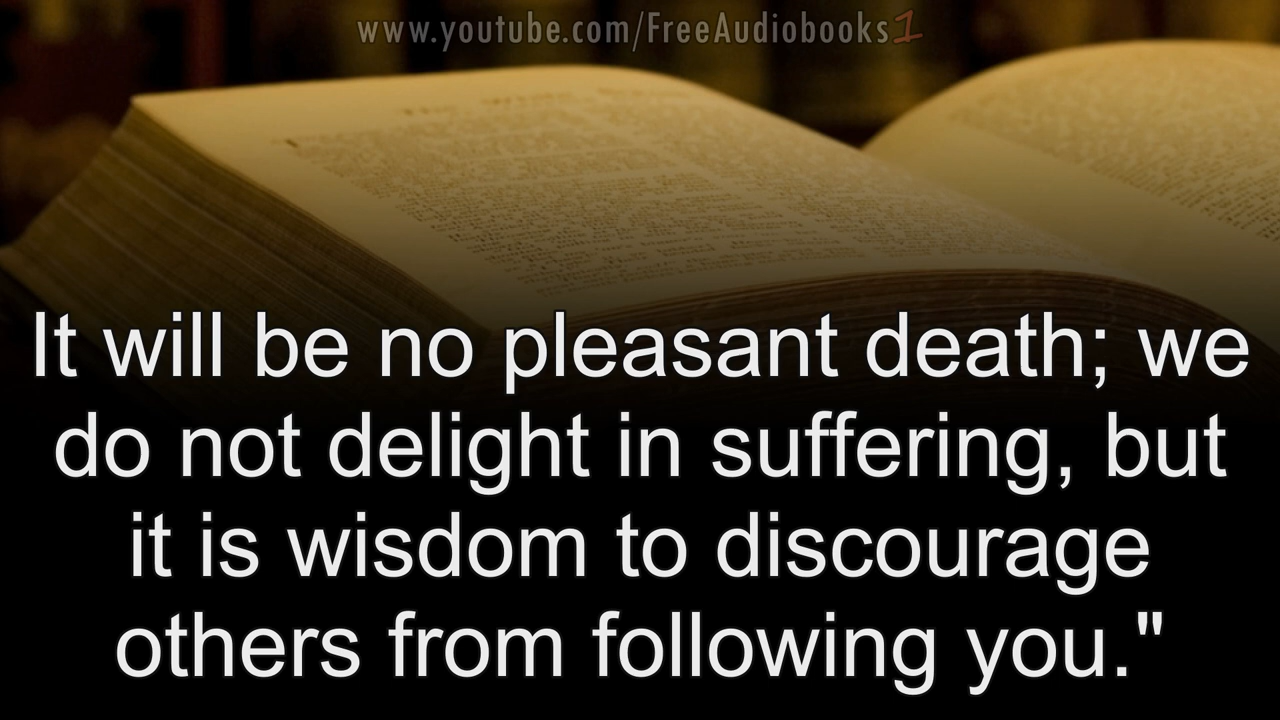 www.youtube.com/FreeAudiobooks1
It will be no pleasant death; we
do not delight in suffering, but
it is wisdom to discourage
others from following you."